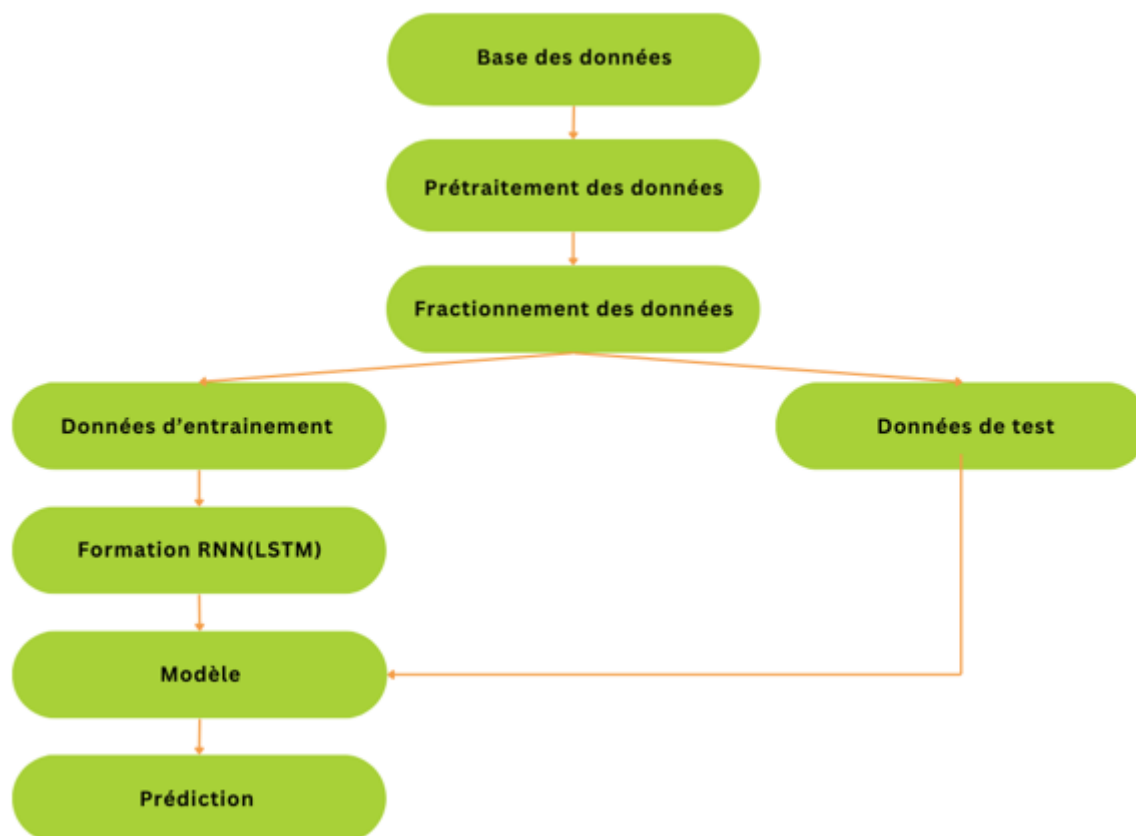 Base des données
Prétraitement des données
Fractionnement des données
Données d'entrainement
Données de test
Formation RNN(LSTM)
Modèle
Prédiction